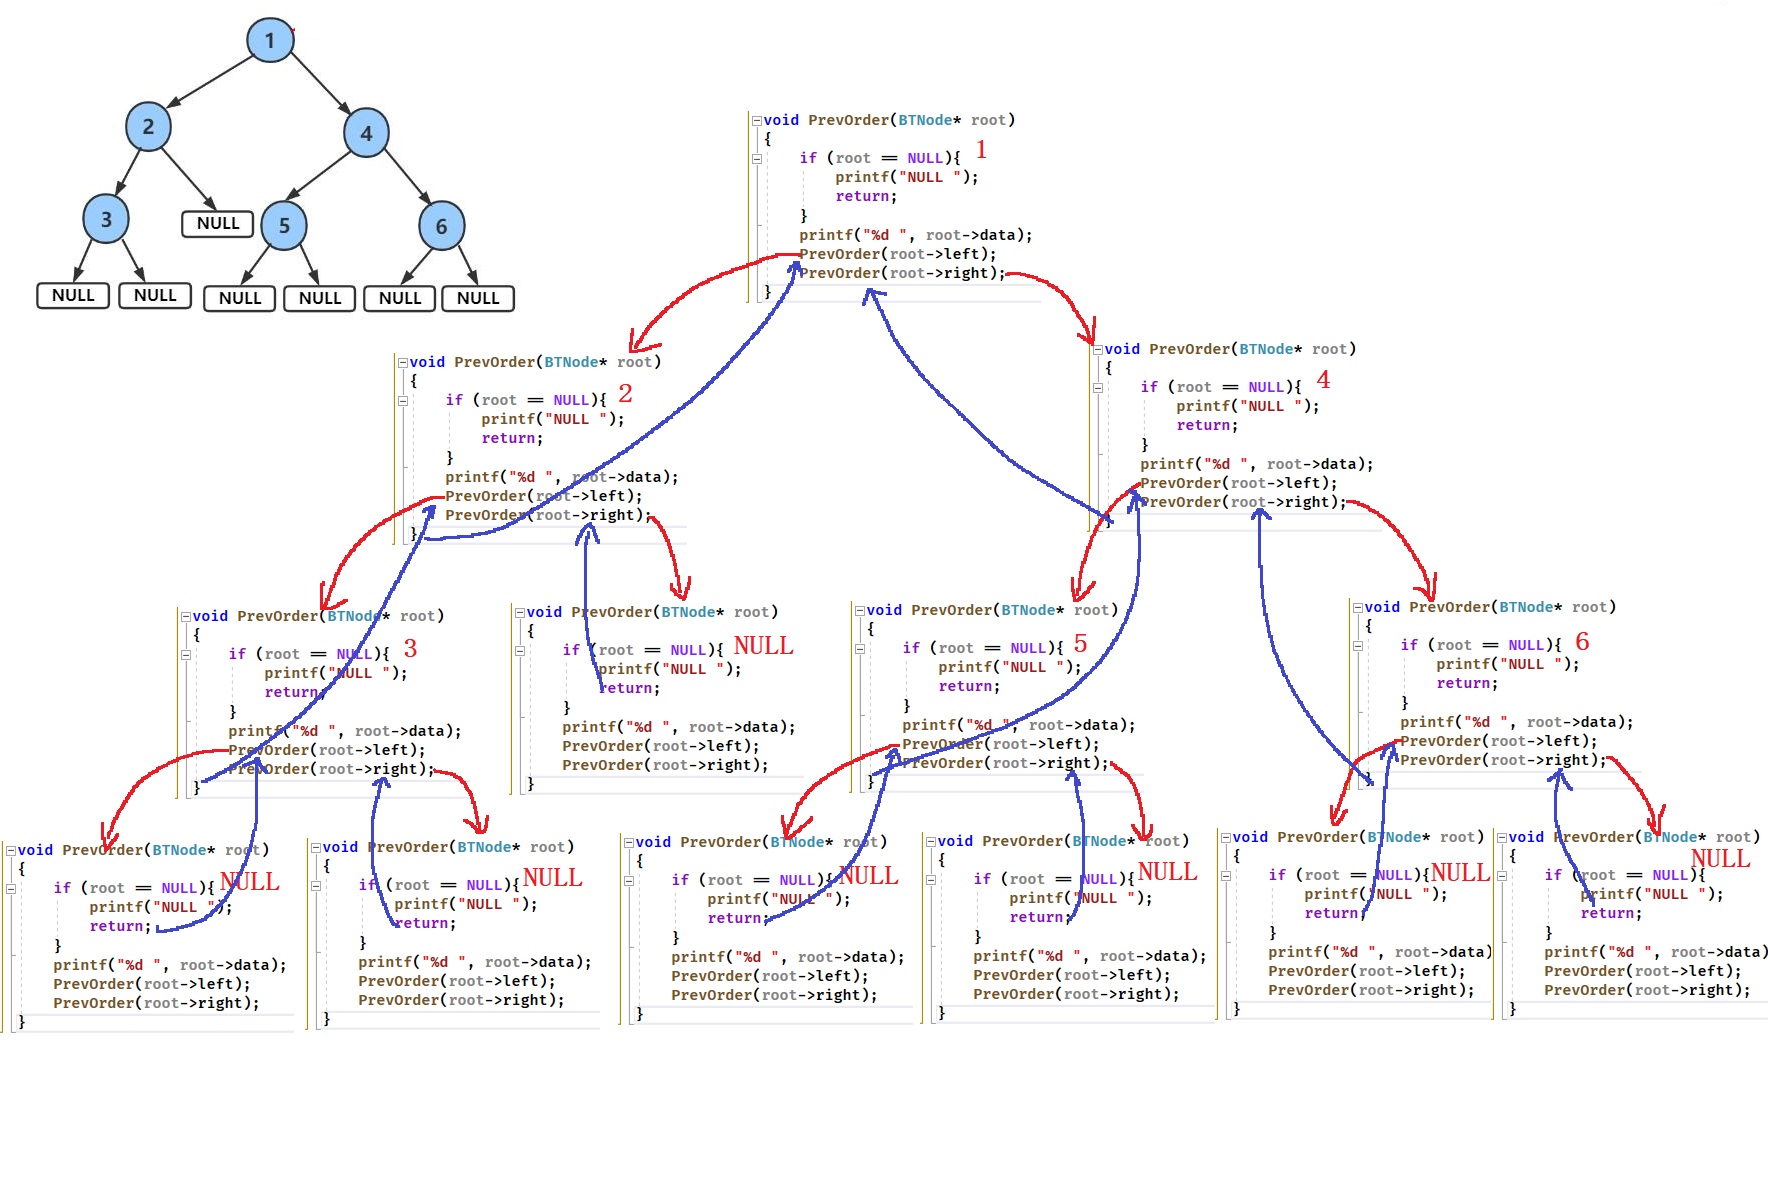 1
2
4
3
NULL
5
6
NULL
NULL
NULL
NULL
NULL
NULL
void PrevOrder(BTNode* root)
{
if (root == NULL){ 1
printf("NULL ");
return;
}
printf("%d ", root->data);
PrevOrder(root->left);
PrevOrder(root->right);
}
void PrevOrder(BTNode* root)
{
if (root == NULL){ 2
printf("NULL ");
return;
}
printf("%d ", root->data);
PrevOrder(root->left);
PrevOrder(root->right);
}
void PrevOrder(BTNode* root)
{
if (root == NULL){ 4
printf("NULL ");
return;
}
printf("%d ", root->data);
PrevOrder(root->left);
PrevOrder(root->right);
}
void PrevOrder(BTNode* root)
{
if (root == NULL){ 3
printf("NULL ");
return;
}
printf("%d ", root->data);
PrevOrder(root->left);
PrevOrder(root->right);
}
void PrevOrder(BTNode* root)
{
if (root == NULL){ NULL
printf("NULL ");
return;
}
printf("%d ", root->data);
PrevOrder(root->left);
PrevOrder(root->right);
}
void PrevOrder(BTNode* root)
{
if (root == NULL){ 5
printf("NULL ");
return;
}
printf("%d ", root->data);
PrevOrder(root->left);
PrevOrder(root->right);
}
void PrevOrder(BTNode* root)
{
if (root == NULL){ 6
printf("NULL ");
return;
}
printf("%d ", root->data);
PrevOrder(root->left);
PrevOrder(root->right);
}
void PrevOrder(BTNode* root)
{
if (root == NULL){ NULL
printf("NULL ");
return;
}
printf("%d ", root->data);
PrevOrder(root->left);
PrevOrder(root->right);
}
void PrevOrder(BTNode* root)
{
if (root == NULL){ NULL
printf("NULL ");
return;
}
printf("%d ", root->data);
PrevOrder(root->left);
PrevOrder(root->right);
}
void PrevOrder(BTNode* root)
{
if (root == NULL){ NULL
printf("NULL ");
return;
}
printf("%d ", root->data);
PrevOrder(root->left);
PrevOrder(root->right);
}
void PrevOrder(BTNode* root)
{
if (root == NULL){ NULL
printf("NULL ");
return;
}
printf("%d ", root->data);
PrevOrder(root->left);
PrevOrder(root->right);
}
void PrevOrder(BTNode* root)
{
if (root == NULL){ NULL
printf("NULL ");
return;
}
printf("%d ", root->data)
PrevOrder(root->left);
PrevOrder(root->right);
}
void PrevOrder(BTNode* root)
{
NULL
if (root == NULL){
printf("NULL ");
return;
}
printf("%d ", root->data)
PrevOrder(root->left);
PrevOrder(root->right);
}